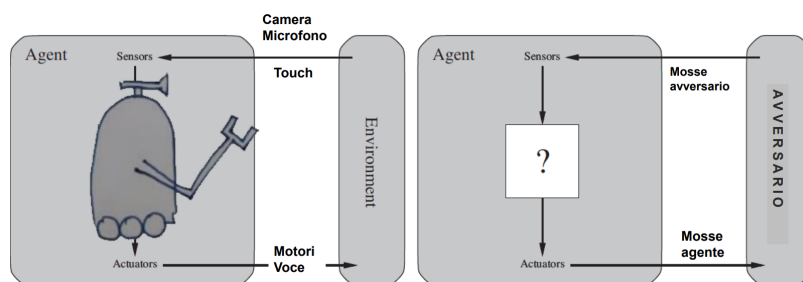 Camera
Microfono
Agent
Sensors
Touch
Environment
Motori
Voce
Actuators
Agent
Sensors
Mosse
avversario
?
AVVERSARIO
Mosse
agente
Actuators